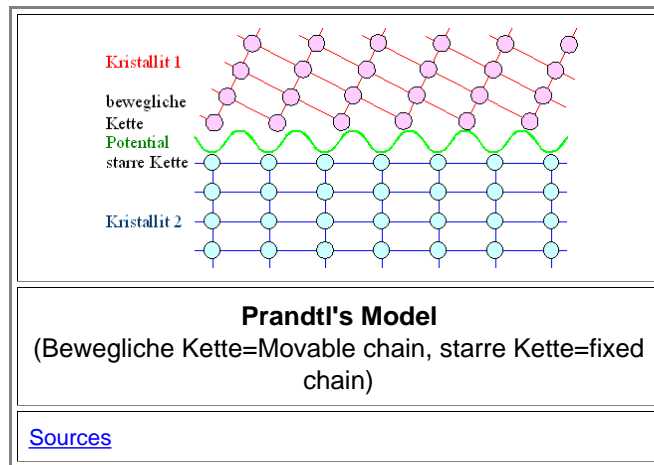 Kristallit 1
bewegliche
Kette
Potential
starre Kette
Kristallit 2
Prandtl's Model
(Bewegliche Kette=Movable chain, starre Kette=fixed
chain)
Sources